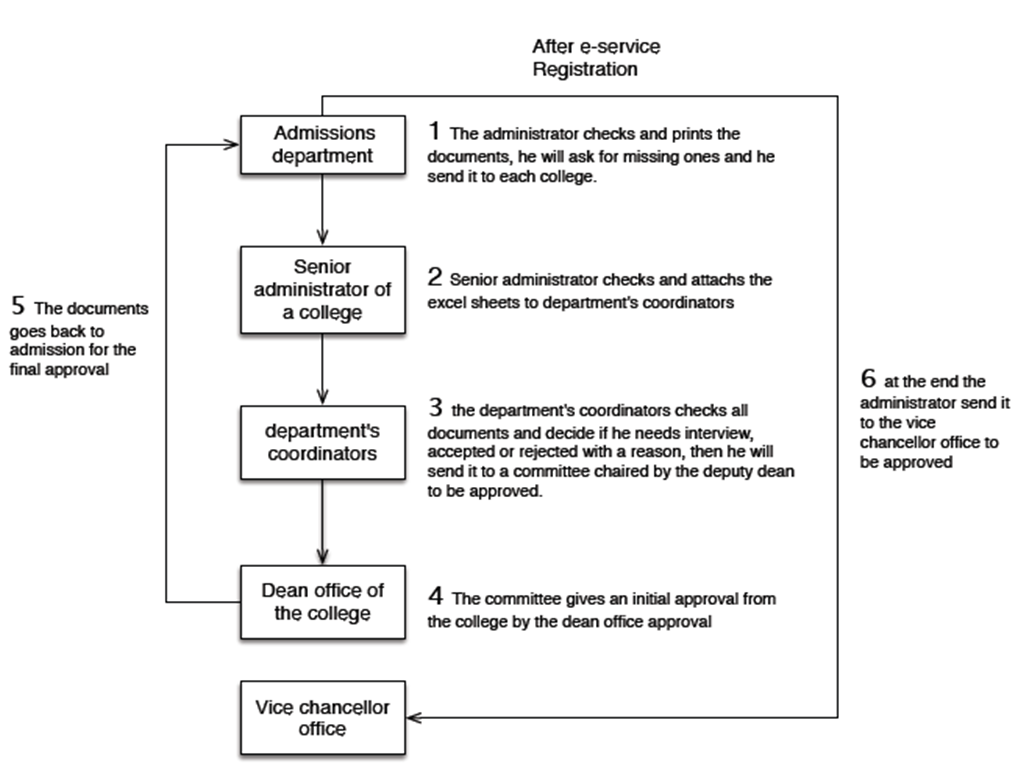 After e-service
Registration
Admissions
department
1 The administrator checks and prints the
documents, he will ask for missing ones and he
send it to each college.
Senior
administrator of
a college
2 Senior administrator checks and attachs the
excel sheets to department's coordinators
5 The documents
goes back to
admission for the
final approval
6 at the end the
administrator send it
to the vice
chancellor office to
be approved
department's
coordinators
3 the department's coordinators checks all
documents and decide if he needs interview,
accepted or rejected with a reason, then he will
send it to a committee chaired by the deputy dean
to be approved.
Dean office of
the college
4 The committee gives an initial approval from
the college by the dean office approval
Vice chancellor
office